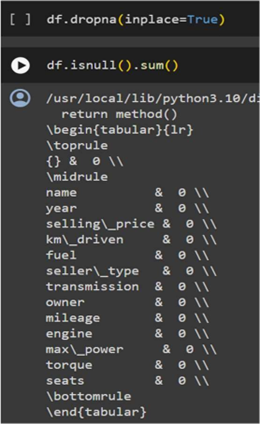 [ ] df.dropna(inplace=True)
df.isnull().sum()
/usr/local/lib/python3.10/di
return method()
\begin{tabular}{lr}
\toprule
{} & 0 \\
\midrule
name & 0 \\
year & 0 \\
selling\_price & 0 \\
km\_driven & 0 \\
fuel & 0 \\
seller\_type & 0 \\
transmission & 0 \\
owner & 0 \\
mileage & 0 \\
engine & 0 \\
max\_power & 0 \\
torque & 0 \\
seats & 0 \\
\bottomrule
\end{tabular}